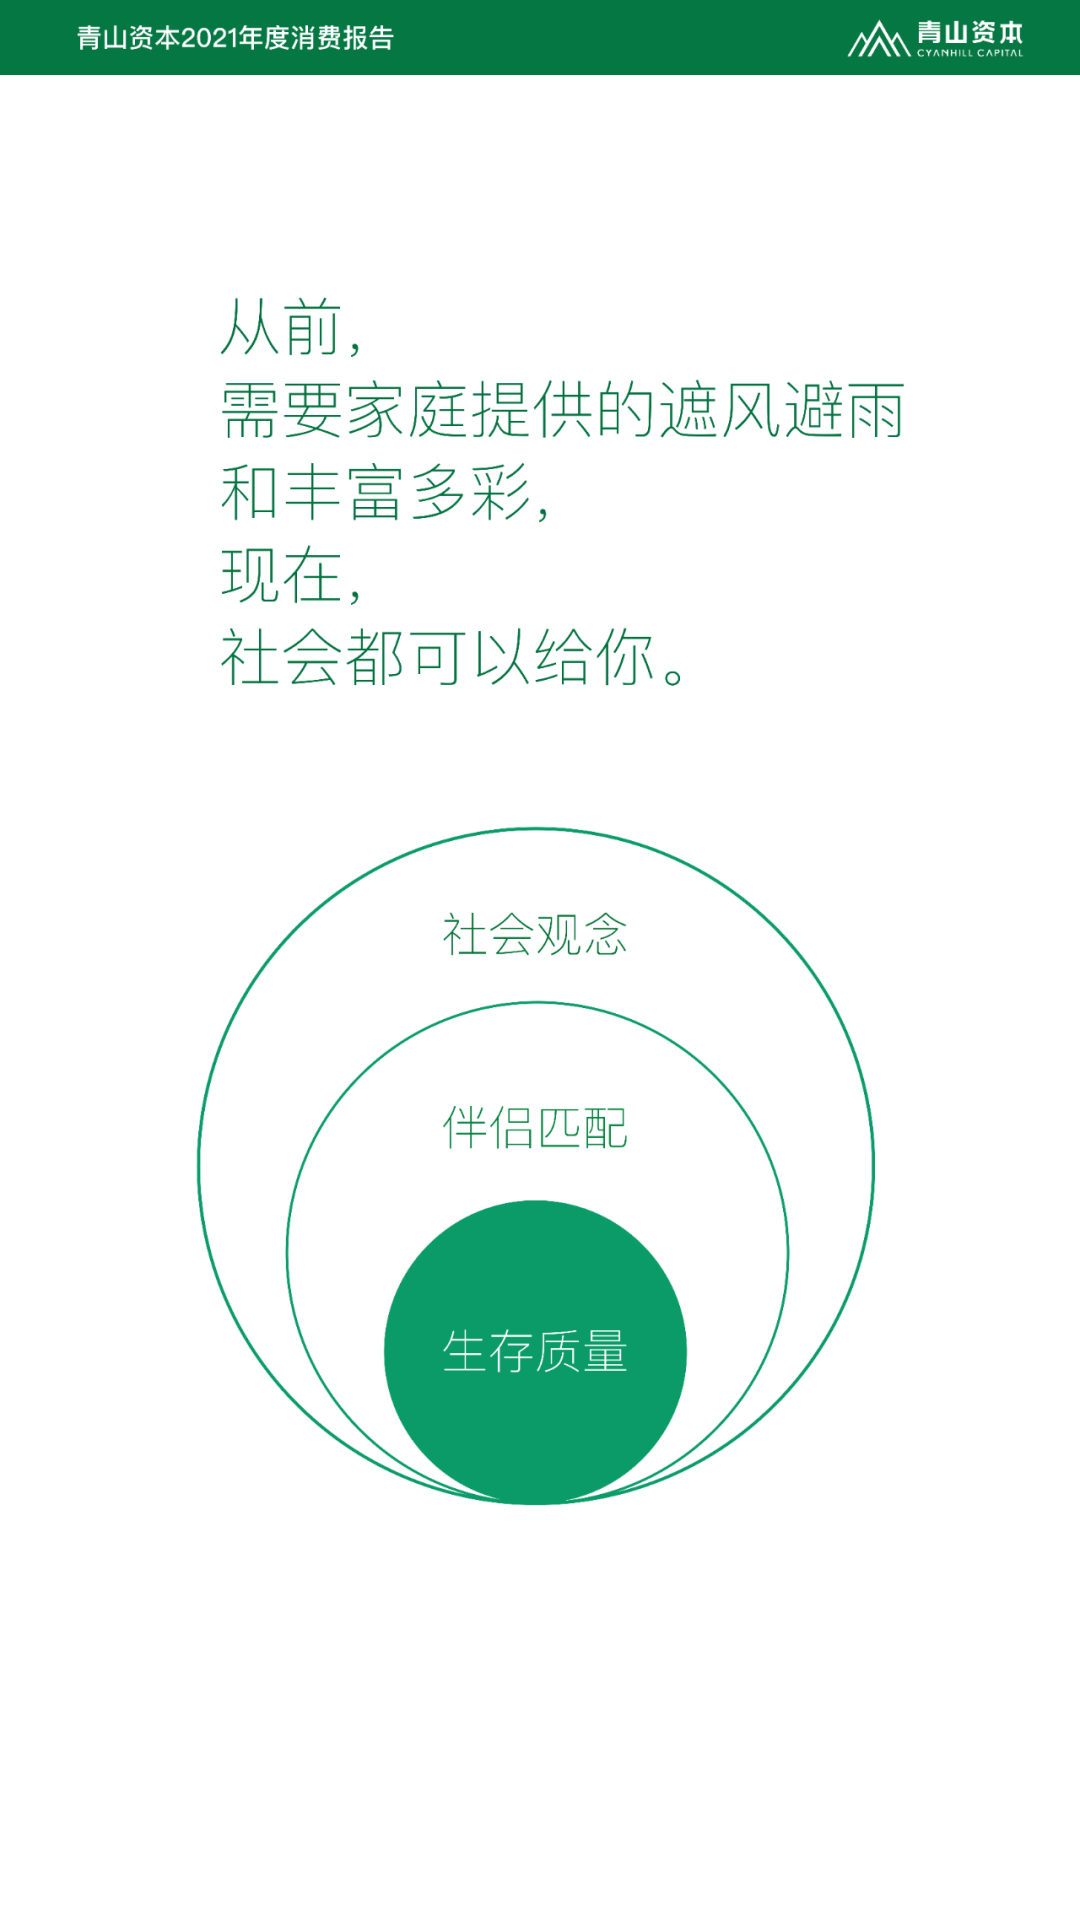 青山资本2021年度消费报告
青山资本
CYANHILL CAPITAL
从前，
需要家庭提供的遮风避雨
和丰富多彩，
现在，
社会都可以给你。
社会观念
伴侣匹配
生存质量